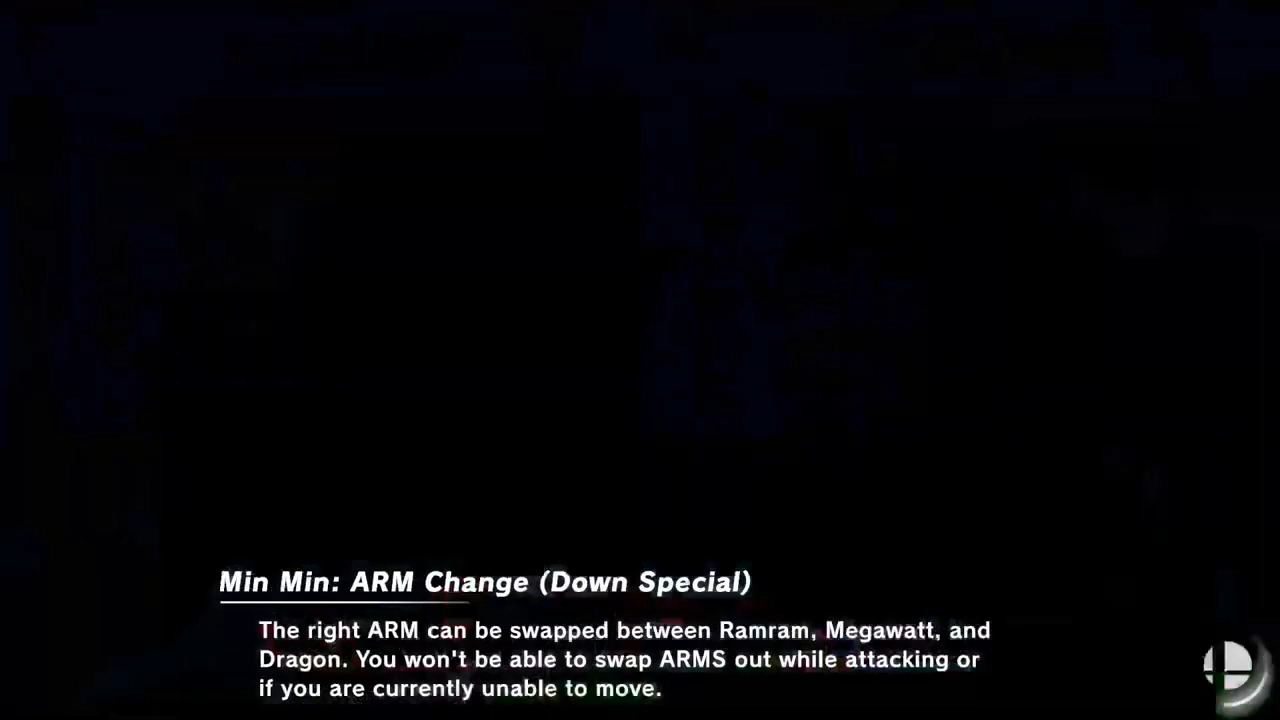 Min Min: ARM Change (Down Special)
The right ARM can be swapped between Ramram, Megawatt, and
Dragon. You won't be able to swap ARMS out while attacking or
if you are currently unable to move.